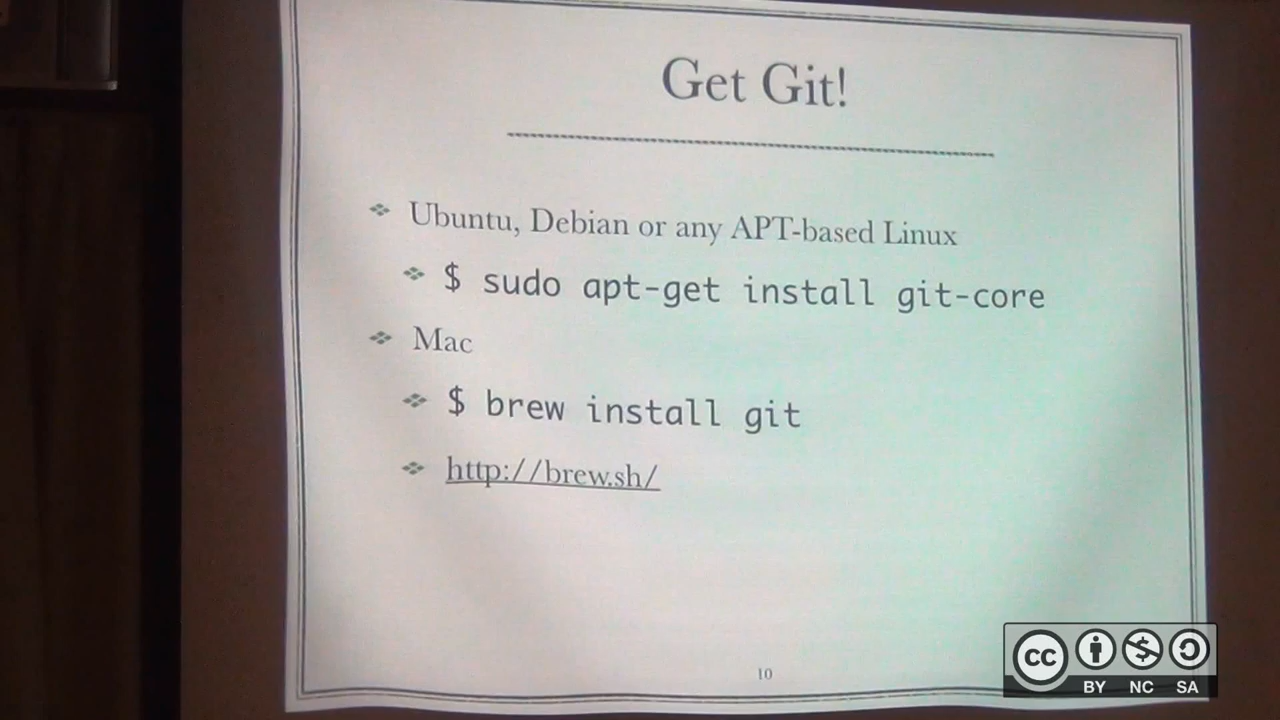 Get Git!
Ubuntu, Debian or any APT-based Linux
$ sudo apt-get install git-core
Mac
$ brew install git
http://brew.sh/
10
cc
BY NC SA